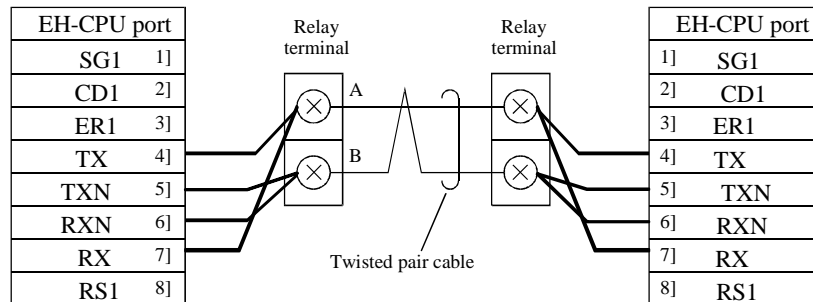 EH-CPU port
SG1 1]
CD1 2]
ER1 3]
TX 4]
TXN 5]
RXN 6]
RX 7]
RS1 8]
Relay
terminal
A
B
Twisted pair cable
Relay
terminal
EH-CPU port
1] SG1
2] CD1
3] ER1
4] TX
5] TXN
6] RXN
7] RX
8] RS1